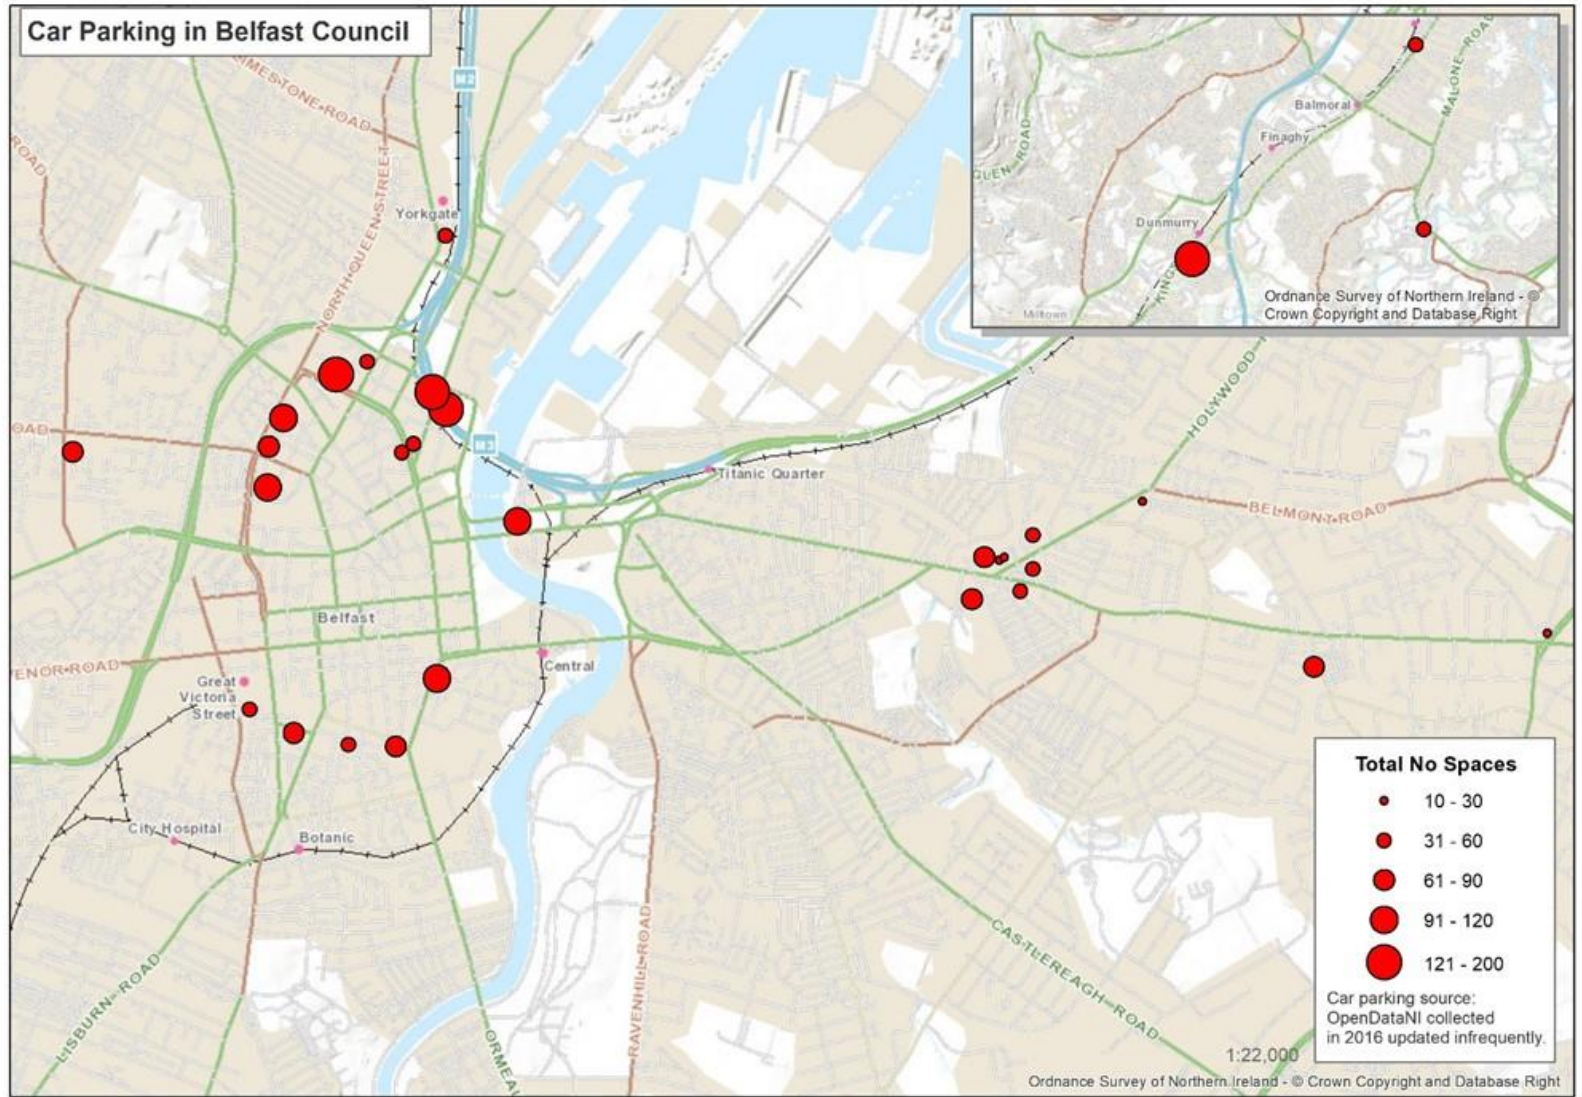 Car Parking in Belfast Council
M2
LIMESTONE ROAD
ROAD
Yorkgate
NORTH QUEEN STREET
GLEN ROAD
Balmoral
MALONE ROAD
Finaghy
Dunmurry
KING
Milltown
Ordnance Survey of Northern Ireland - ©
Crown Copyright and Database Right
HOLYWOOD
OAD
M3
Titanic Quarter
BELMONT ROAD
Belfast
ENOR ROAD
Great
Victoria
Street
Central
City Hospital
Botanic
LISBURN ROAD
ORMEAU
RAVENHILL ROAD
CASTLEREAGH ROAD
Total No Spaces
10 - 30
31 - 60
61 - 90
91 - 120
121 - 200
Car parking source:
OpenDataNI collected
in 2016 updated infrequently.
1:22,000
Ordnance Survey of Northern Ireland - © Crown Copyright and Database Right